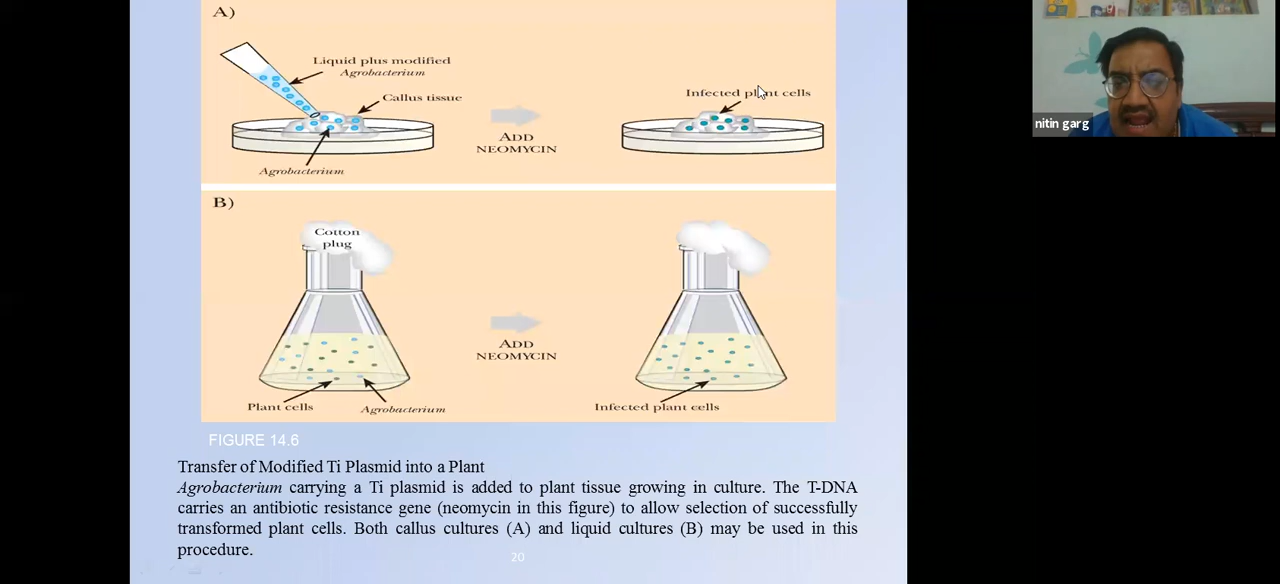 A)
Liquid plus modified
Agrobacterium
Callus tissue
Agrobacterium
ADD
NEOMYCIN
Infected plant cells
nitin garg
B)
Cotton
plug
Plant cells
Agrobacterium
ADD
NEOMYCIN
Infected plant cells
FIGURE 14.6
Transfer of Modified Ti Plasmid into a Plant
Agrobacterium carrying a Ti plasmid is added to plant tissue growing in culture. The T-DNA
carries an antibiotic resistance gene (neomycin in this figure) to allow selection of successfully
transformed plant cells. Both callus cultures (A) and liquid cultures (B) may be used in this
procedure.
20